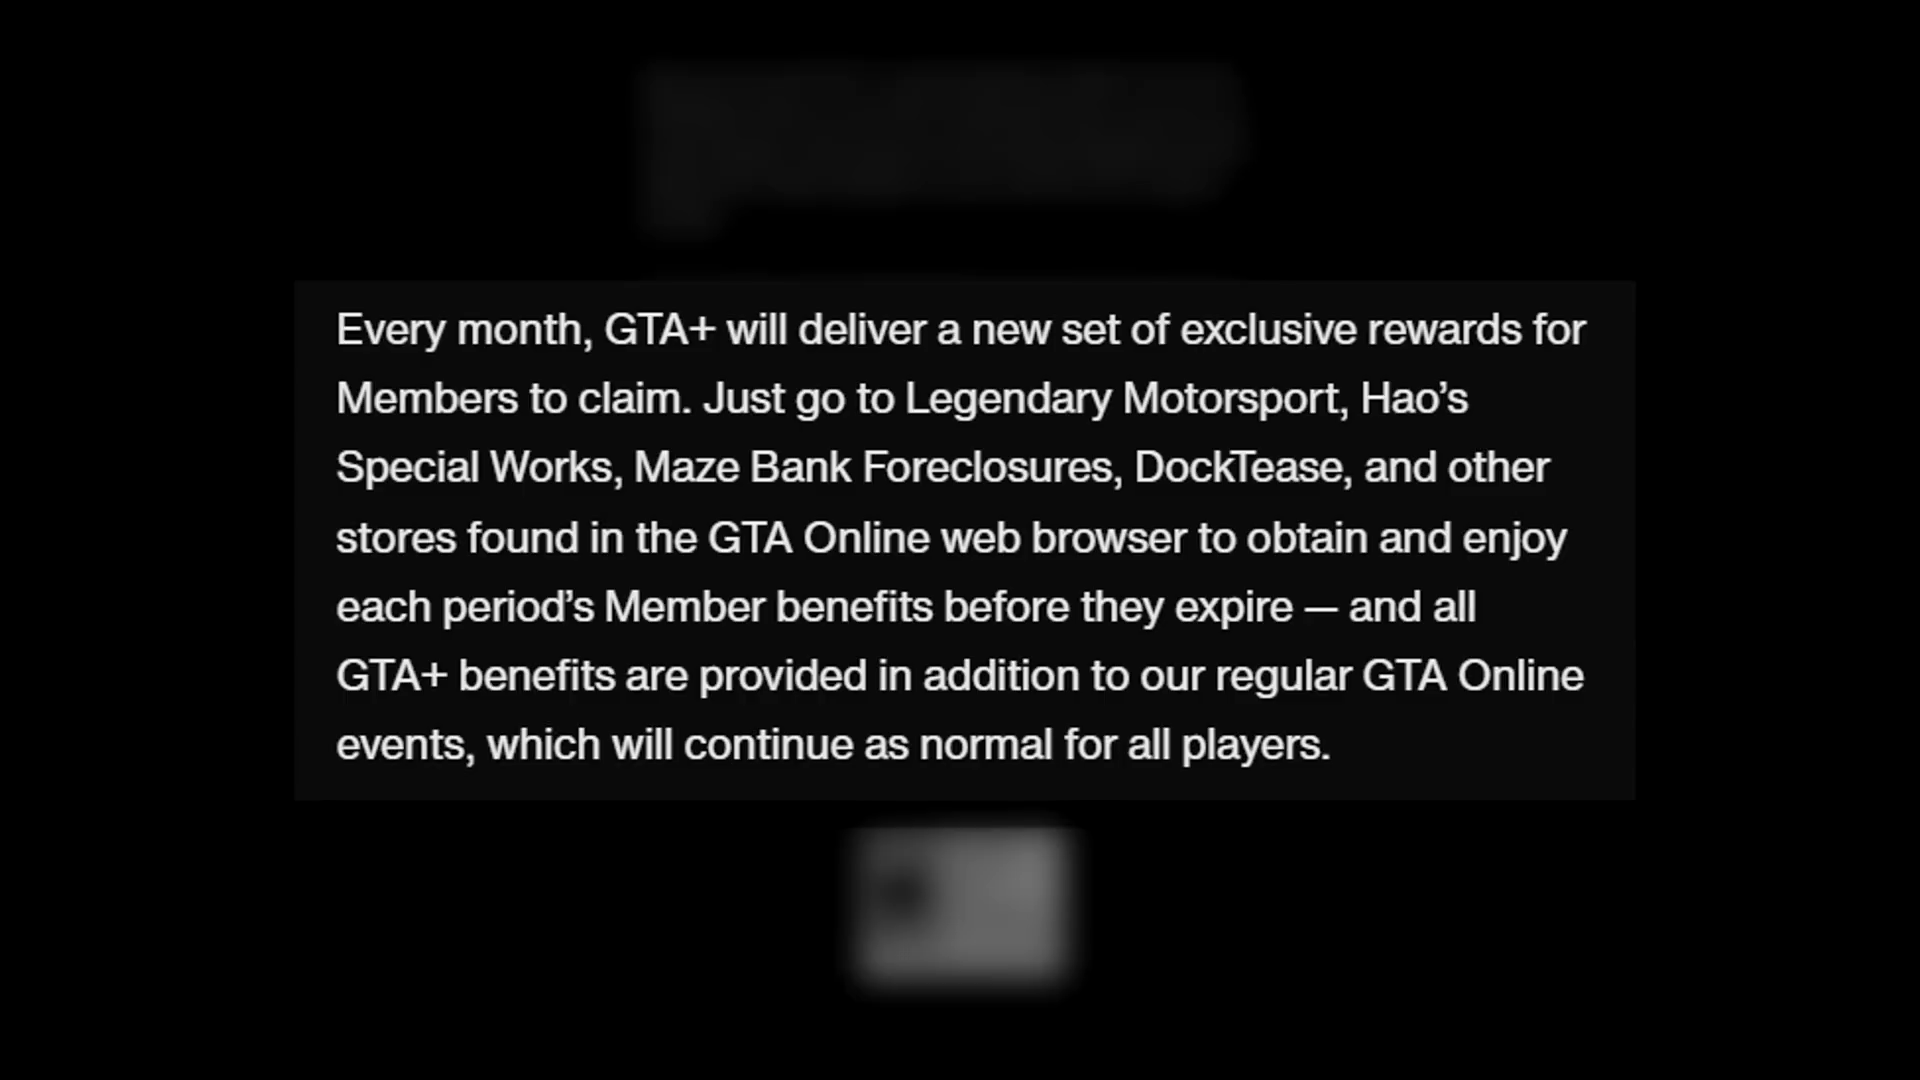 Every month, GTA+ will deliver a new set of exclusive rewards for
Members to claim. Just go to Legendary Motorsport, Hao’s
Special Works, Maze Bank Foreclosures, DockTease, and other
stores found in the GTA Online web browser to obtain and enjoy
each period’s Member benefits before they expire — and all
GTA+ benefits are provided in addition to our regular GTA Online
events, which will continue as normal for all players.